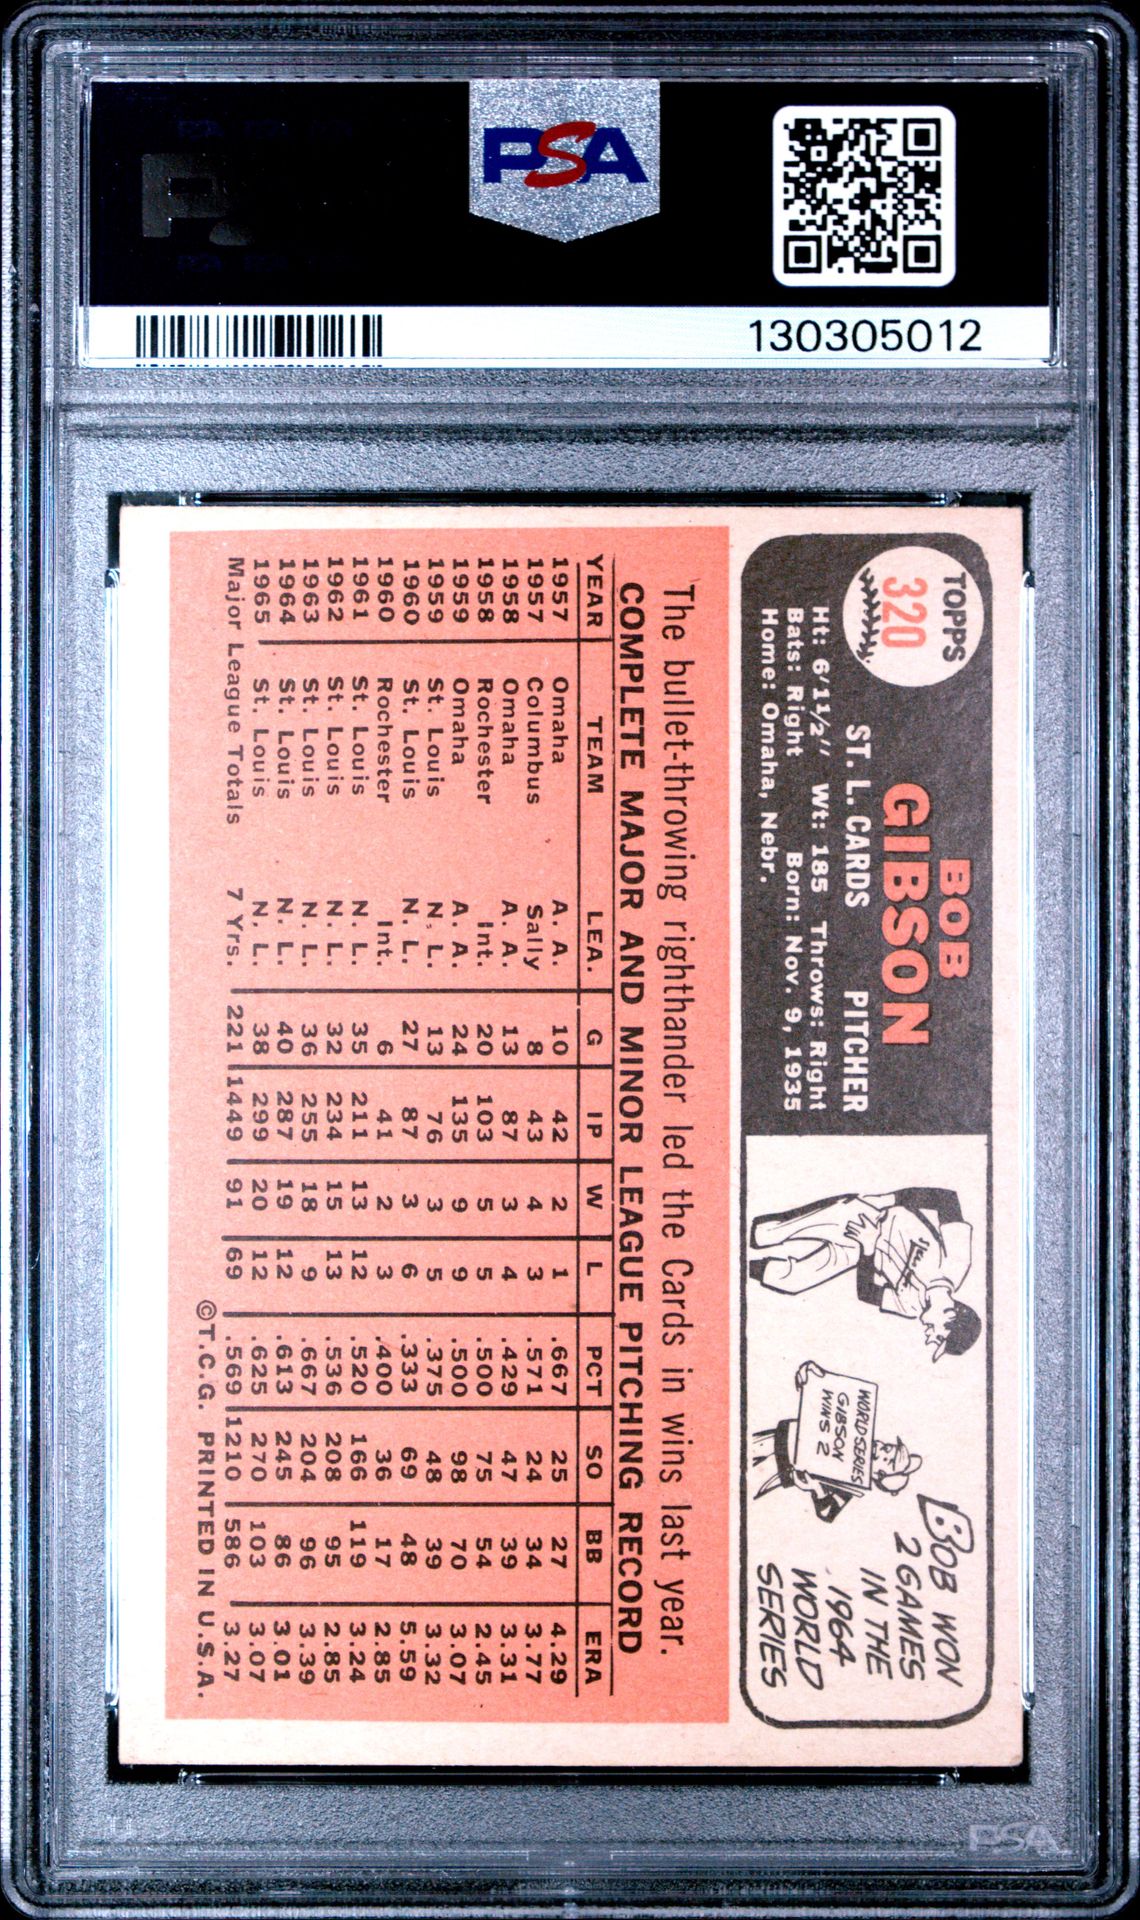 PSA
130305012
TOPPS
320
BOB
GIBSON
ST. L. CARDS PITCHER
Ht: 6'11½" Wt: 185 Throws: Right
Bats: Right Born: Nov. 9, 1935
Home: Omaha, Nebr.
WORLD SERIES
GIBSON
WINS 2
BOB WON
2 GAMES
IN THE
1964
WORLD
SERIES
The bullet-throwing righthander led the Cards in wins last year.
COMPLETE MAJOR AND MINOR LEAGUE PITCHING RECORD
YEAR TEAM LEA. G IP W L PCT SO BB ERA
1957 Omaha A. A. 10 42 2 1 .667 25 27 4.29
1957 Columbus Sally 8 43 4 3 .571 24 34 3.77
1958 Omaha A. A. 13 87 3 4 .429 47 39 3.31
1958 Rochester Int. 20 103 5 5 .500 75 54 2.45
1959 Omaha A. A. 24 135 9 9 .500 98 70 3.07
1959 St. Louis N. L. 13 76 3 5 .375 48 39 3.32
1960 St. Louis N. L. 27 87 3 6 .333 69 48 5.59
1960 Rochester Int. 6 41 2 3 .400 36 17 2.85
1961 St. Louis N. L. 35 211 13 12 .520 166 119 3.24
1962 St. Louis N. L. 32 234 15 13 .536 208 95 2.85
1963 St. Louis N. L. 36 255 18 9 .667 204 96 3.39
1964 St. Louis N. L. 40 287 19 12 .613 245 86 3.01
1965 St. Louis N. L. 38 299 20 12 .625 270 103 3.07
Major League Totals 7 Yrs. 221 1449 91 69 .569 1210 586 3.27
©T.C.G. PRINTED IN U.S.A.
PSA